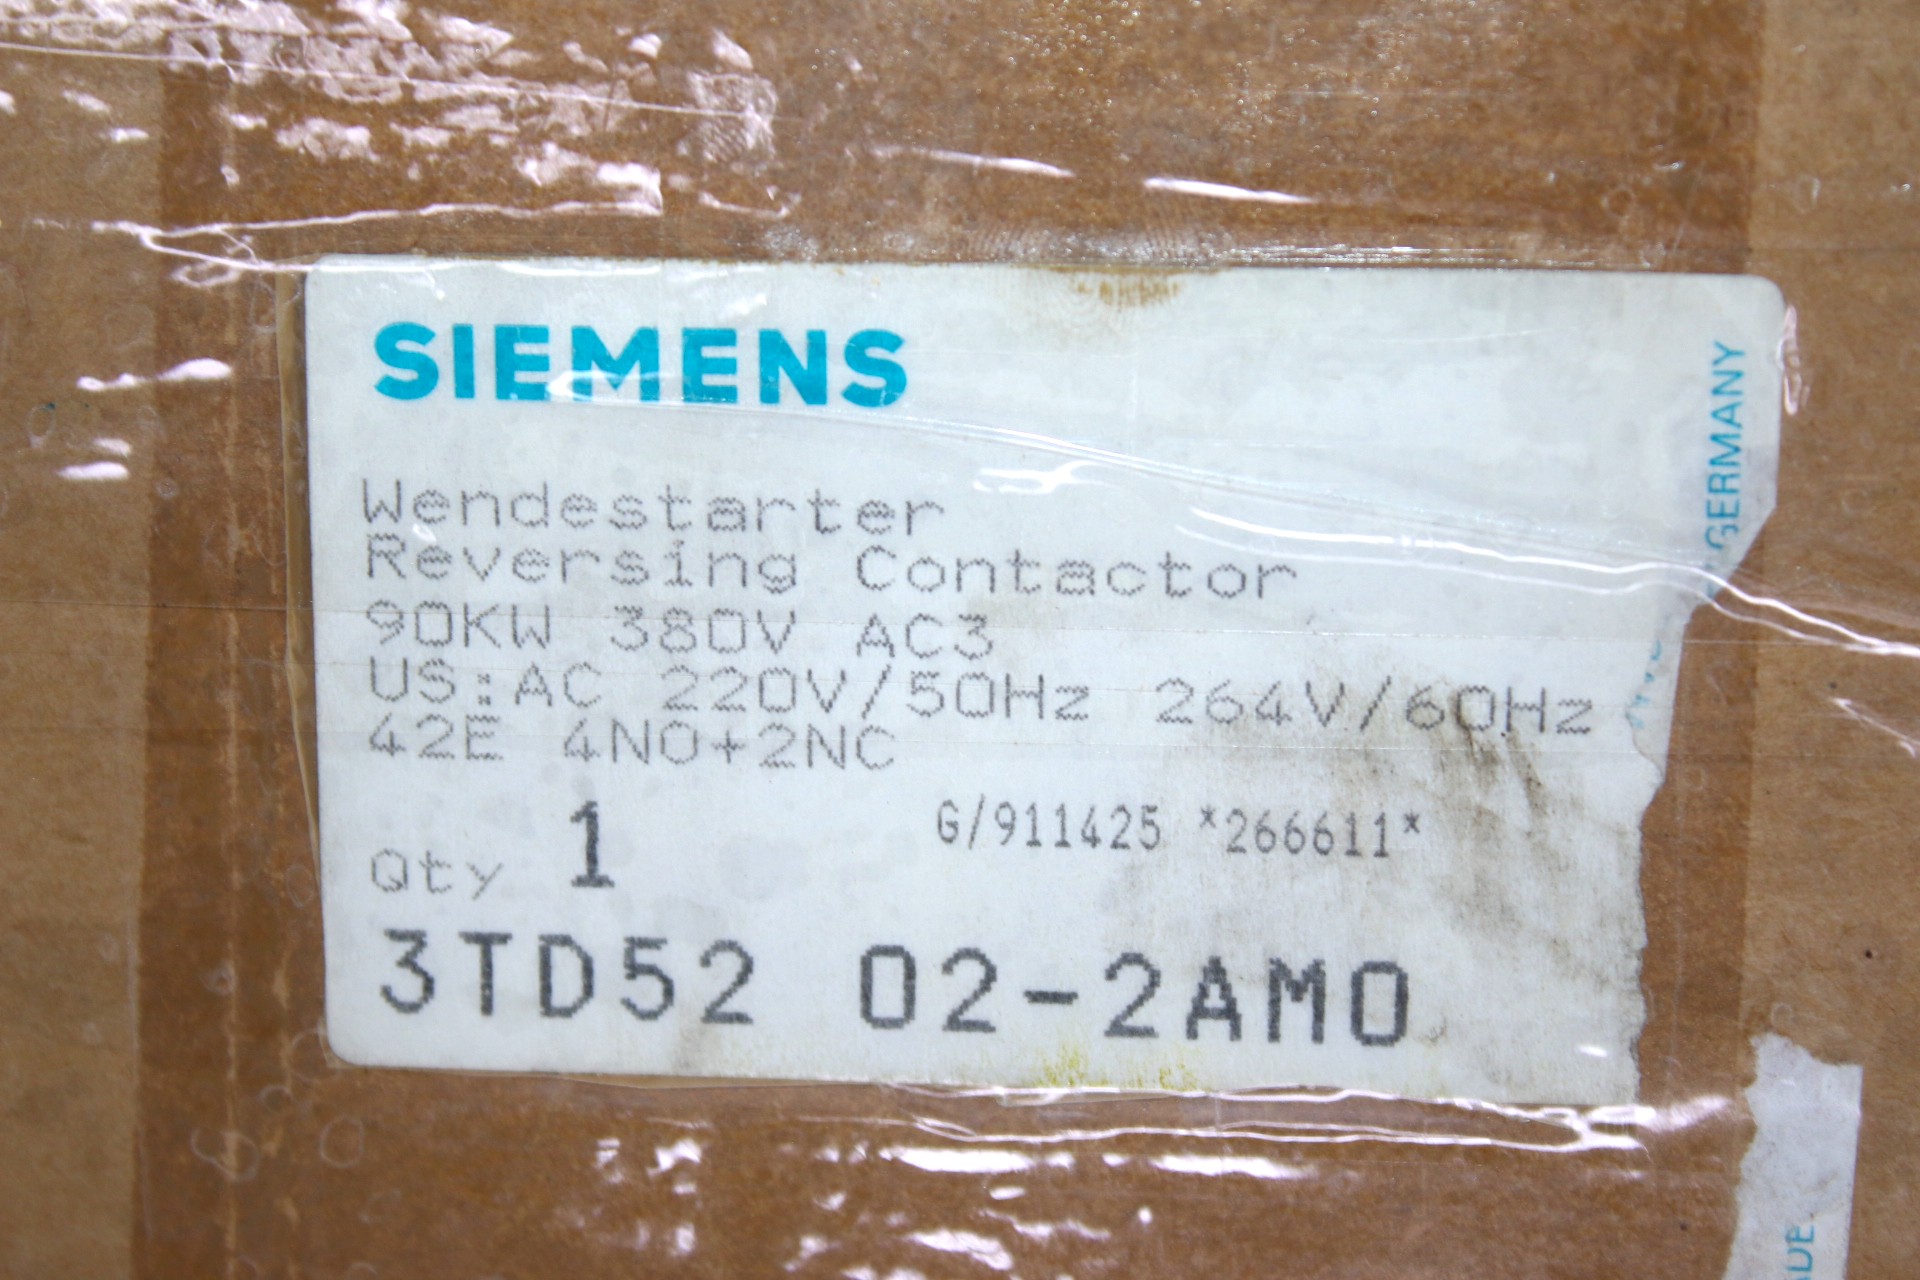 SIEMENS
GERMANY
Wendestarter
Reversing Contactor
90KW 380V AC3
US:AC 220V/50Hz 264V/60Hz
42E 4NO+2NC
Qty 1
G/911425 *266611*
3TD52 02-2AM0